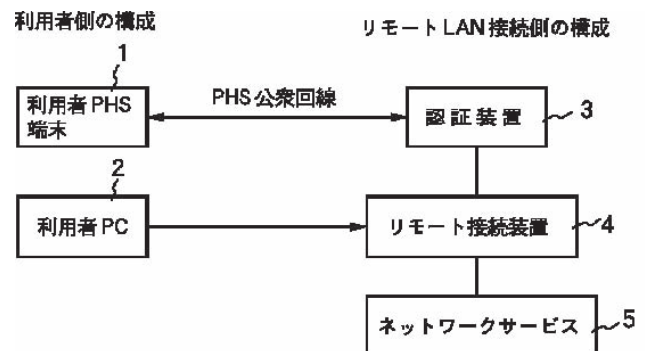 利用者側の構成
リモートLAN接続側の構成
1
利用者PHS
端末
PHS公衆回線
認証装置
3
2
利用者PC
リモート接続装置
4
ネットワークサービス
5